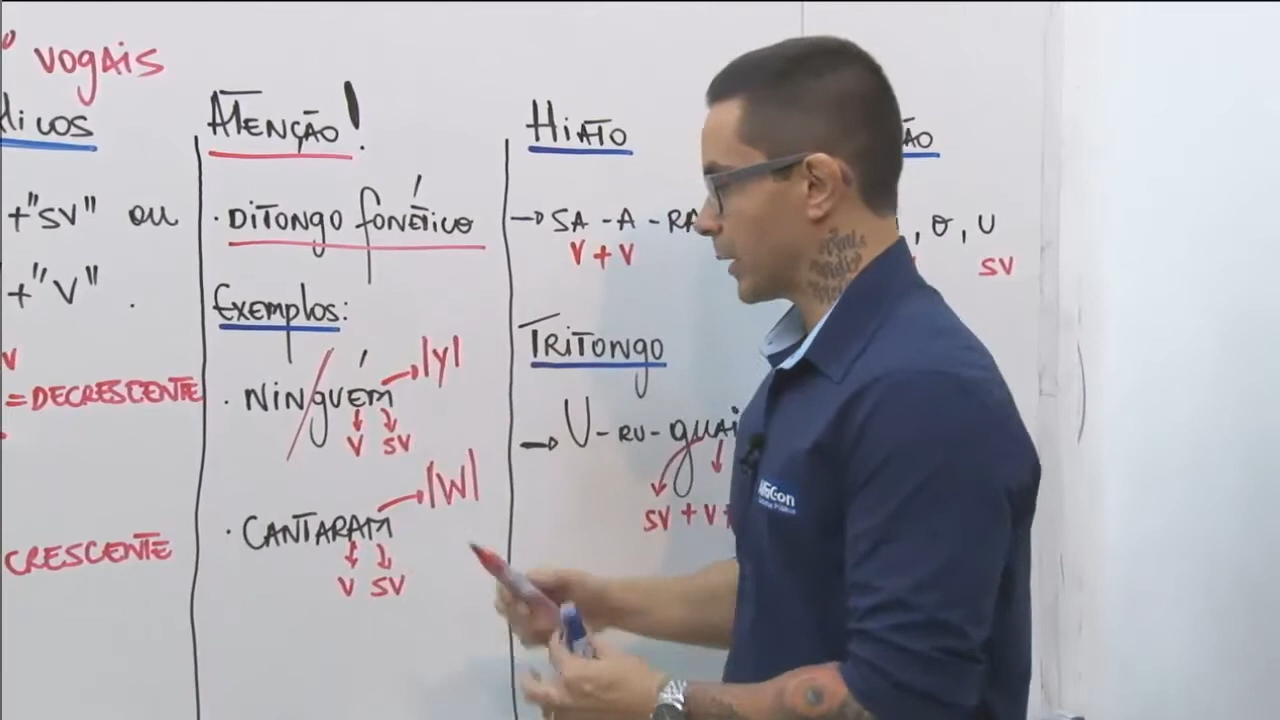 vogais
+"SV" ou
+"V".
V
= DECRESCENTE
CRESCENTE
ATENÇÃO!
· DITONGO fONÉTICO
Exemplos:
· NINGUÉM |y|
V SV
· CANTARAM |W|
V SV
HIATO
→ SA - A - RA
V + V
TRITONGO
→ U - RU - guai
SV + V +
ÃO
, O, U
SV
AlfaCon